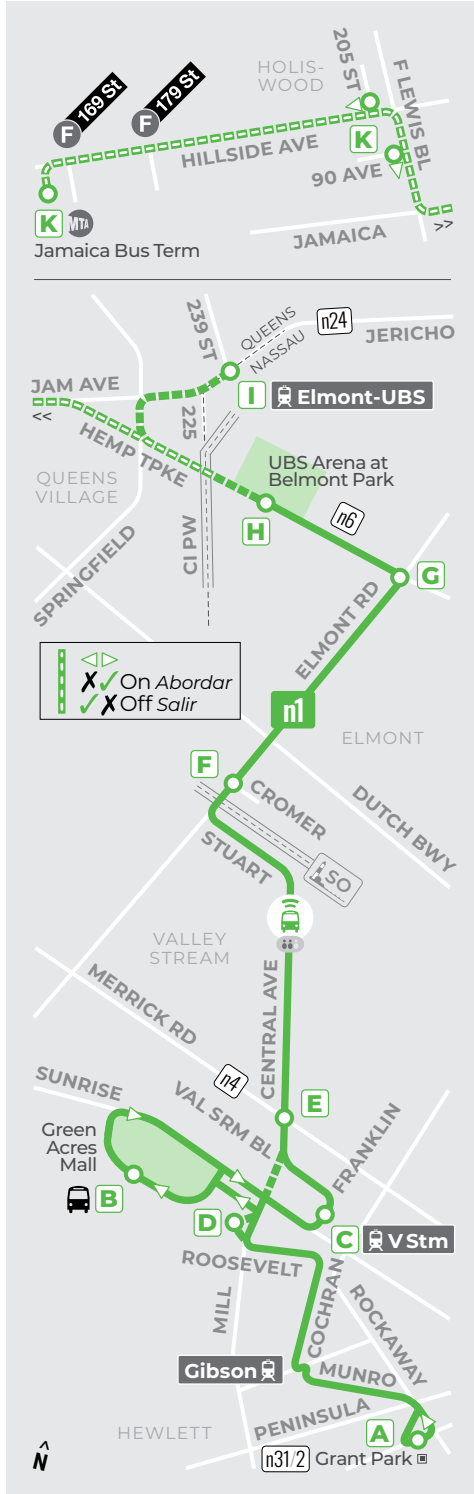 169 St
F
179 St
F
HOLIS-
WOOD
205 ST
F LEWIS BL
HILLSIDE AVE
K
90 AVE
K
MTA
Jamaica Bus Term
JAMAICA
>>
239 ST
QUEENS
NASSAU
n24
JERICHO
JAM AVE
<<
225
I
Elmont-UBS
HEMP TPKE
QUEENS
VILLAGE
UBS Arena at
Belmont Park
H
n6
CI PW
G
SPRINGFIELD
ELMONT RD
On Abordar
Off Salir
n1
ELMONT
F
CROMER
DUTCH BWY
STUART
SO
VALLEY
STREAM
CENTRAL AVE
MERRICK RD
n4
SUNRISE
VAL SRM BL
E
FRANKLIN
Green
Acres
Mall
B
D
C
V Stm
ROOSEVELT
MILL
COCHRAN
ROCKAWAY
Gibson
MUNRO
PENINSULA
A
HEWLETT
N
n31/2
Grant Park